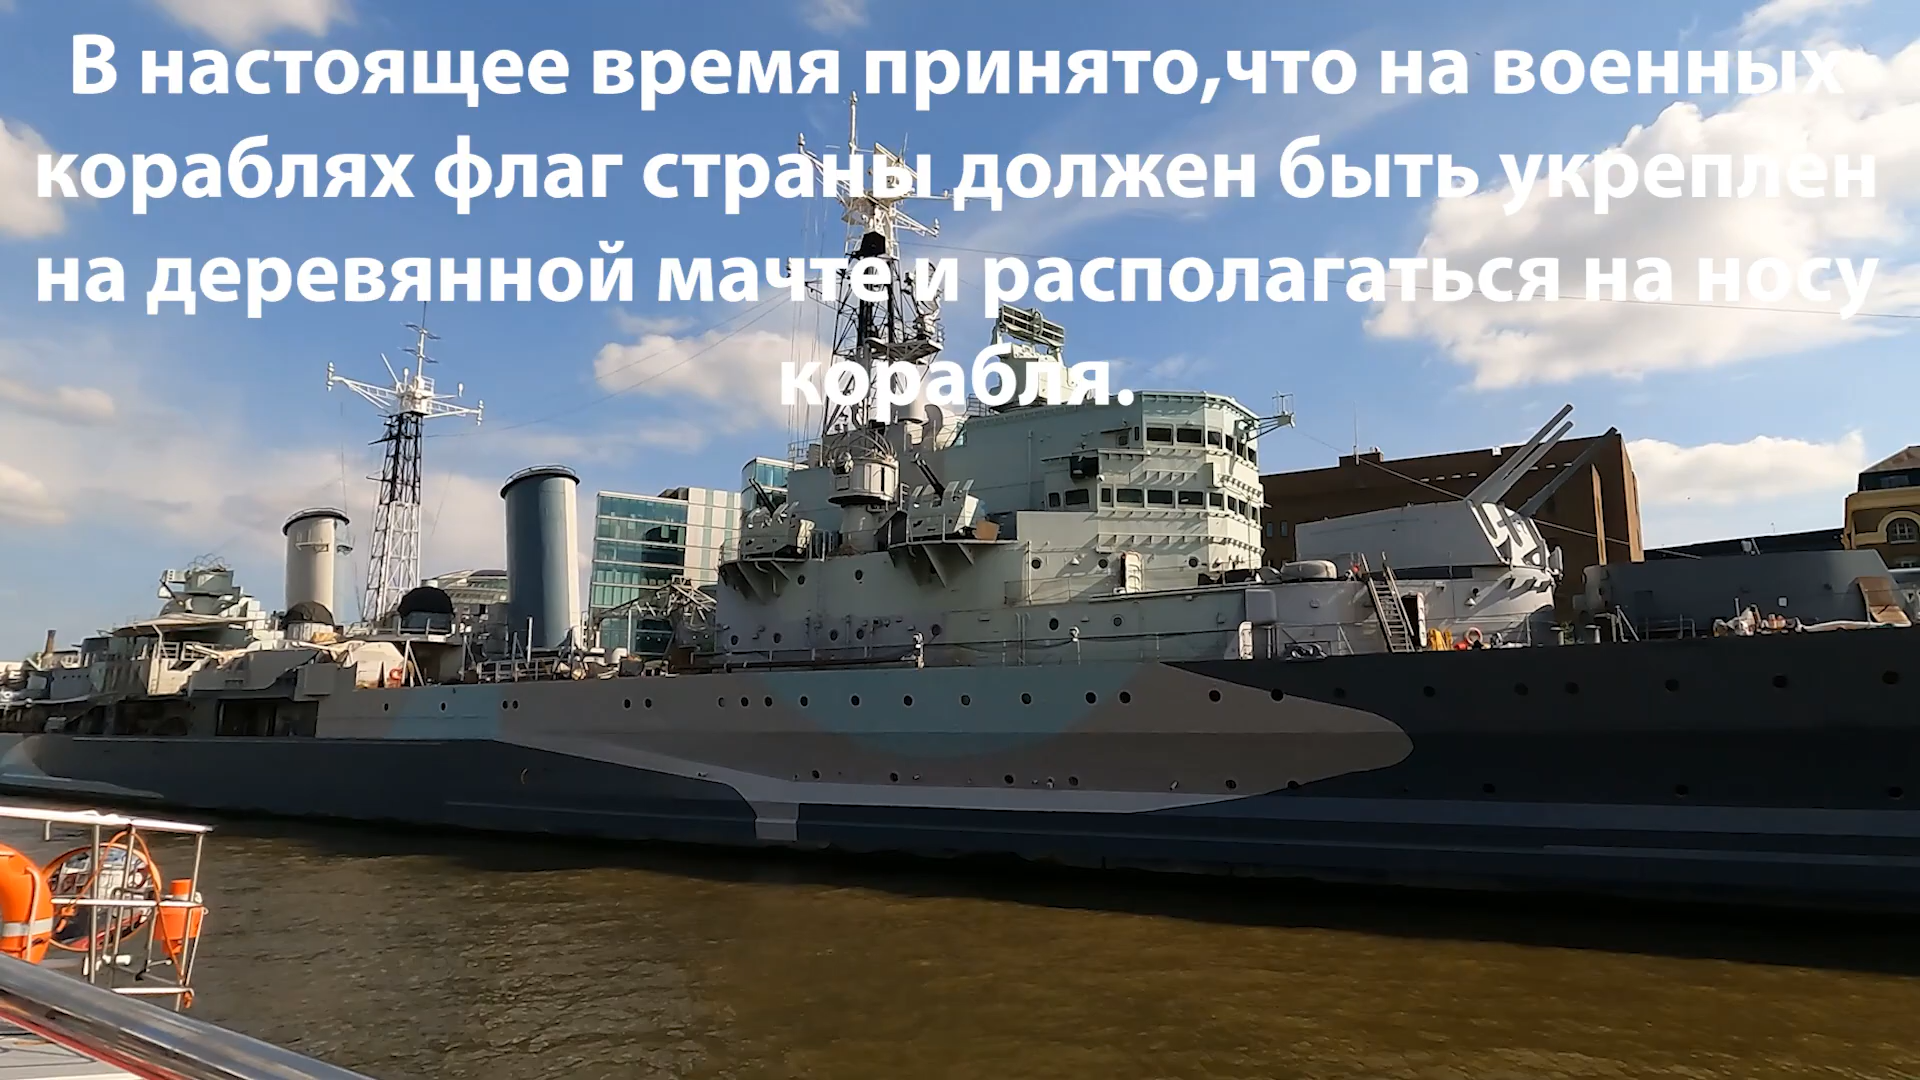 В настоящее время принято,что на военных
кораблях флаг страны должен быть укреплён
на деревянной мачте и располагаться на носу
корабля.